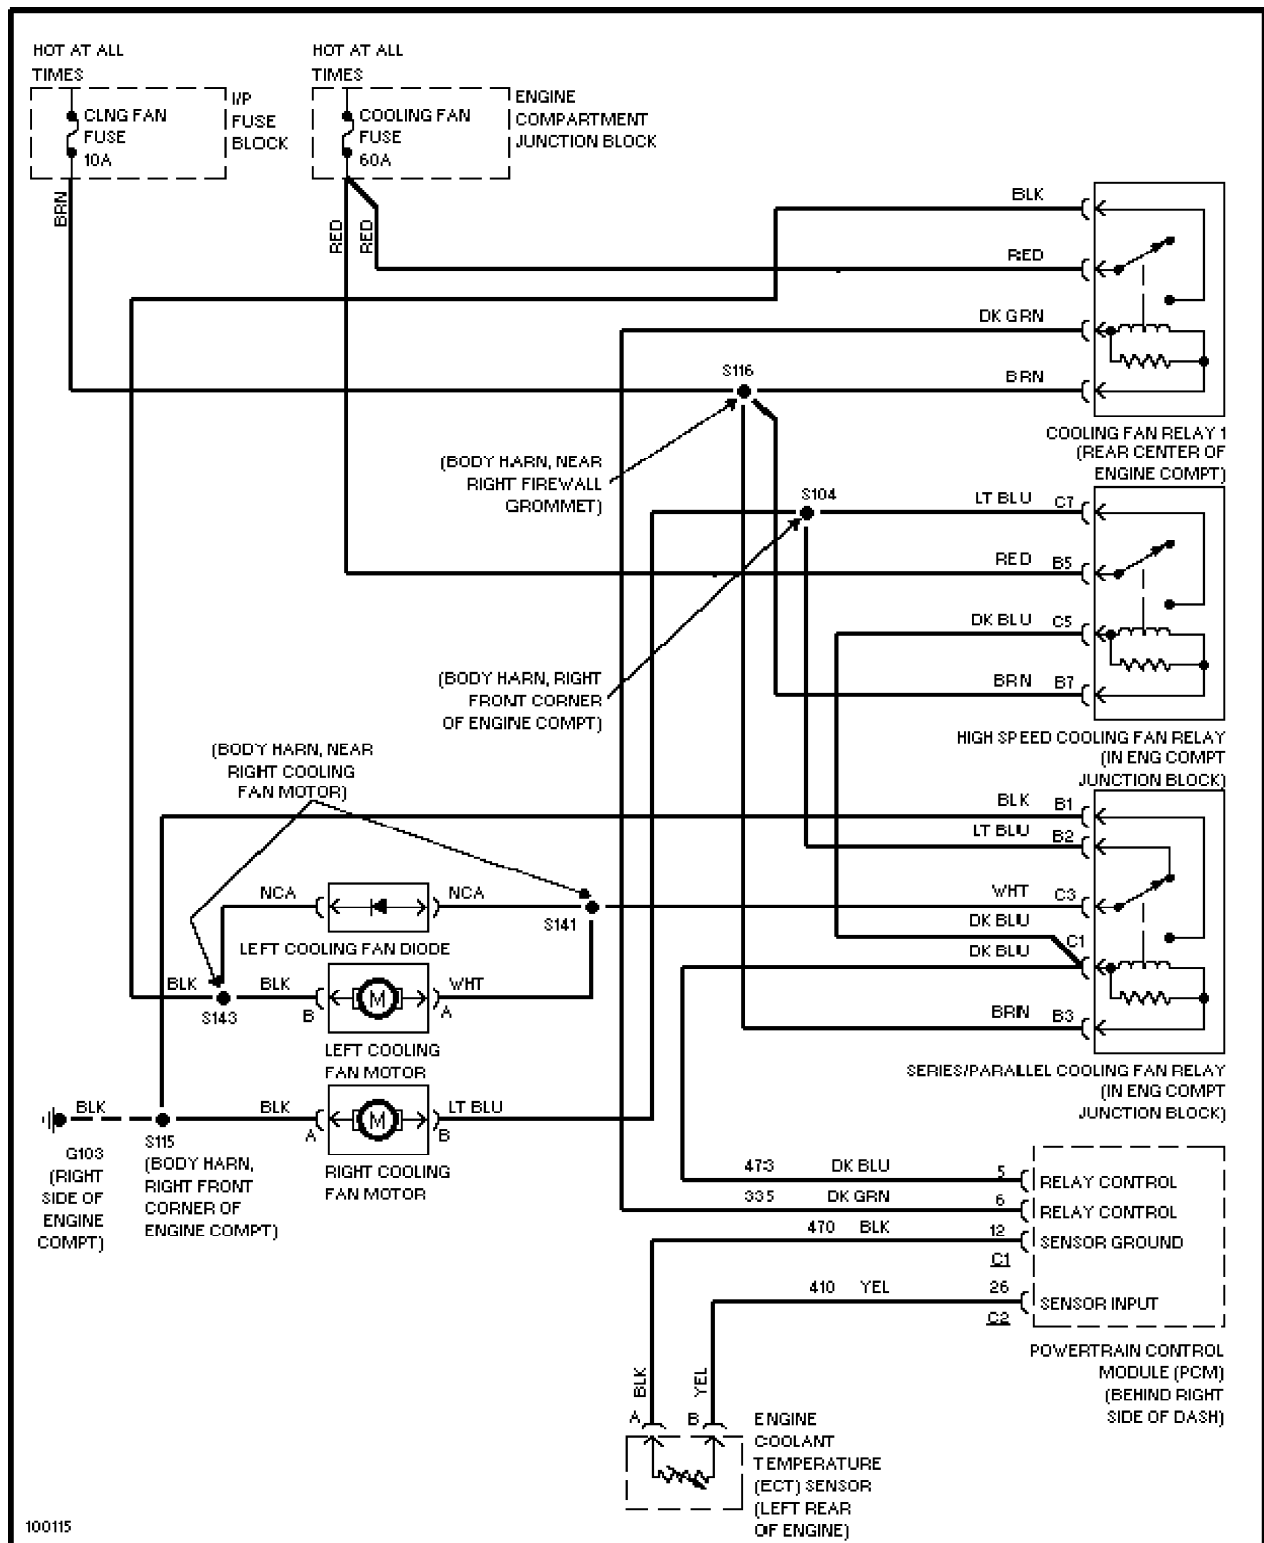 HOT AT ALL
TIMES
CLNG FAN
FUSE
10A
I/P
FUSE
BLOCK
HOT AT ALL
TIMES
COOLING FAN
FUSE
60A
ENGINE
COMPARTMENT
JUNCTION BLOCK
BRN
RED
RED
BLK
RED
DK GRN
BRN
S116
COOLING FAN RELAY 1
(REAR CENTER OF
ENGINE COMPT)
(BODY HARN, NEAR
RIGHT FIREWALL
GROMMET)
S104
LT BLU C7
RED B5
DK BLU C5
BRN B7
(BODY HARN, RIGHT
FRONT CORNER
OF ENGINE COMPT)
HIGH SPEED COOLING FAN RELAY
(IN ENG COMPT
JUNCTION BLOCK)
(BODY HARN, NEAR
RIGHT COOLING
FAN MOTOR)
BLK B1
LT BLU B2
WHT C3
DK BLU
C1
DK BLU
BRN B3
SERIES/PARALLEL COOLING FAN RELAY
(IN ENG COMPT
JUNCTION BLOCK)
NCA
NCA
S141
LEFT COOLING FAN DIODE
BLK
S143
BLK
B
M
WHT
A
LEFT COOLING
FAN MOTOR
BLK
BLK
A
M
LT BLU
B
RIGHT COOLING
FAN MOTOR
G103
(RIGHT
SIDE OF
ENGINE
COMPT)
S115
(BODY HARN,
RIGHT FRONT
CORNER OF
ENGINE COMPT)
473 DK BLU 5 RELAY CONTROL
335 DK GRN 6 RELAY CONTROL
470 BLK 12 SENSOR GROUND
C1
410 YEL 26 SENSOR INPUT
C2
POWERTRAIN CONTROL
MODULE (PCM)
(BEHIND RIGHT
SIDE OF DASH)
BLK
YEL
A
B
ENGINE
COOLANT
TEMPERATURE
(ECT) SENSOR
(LEFT REAR
OF ENGINE)
100115